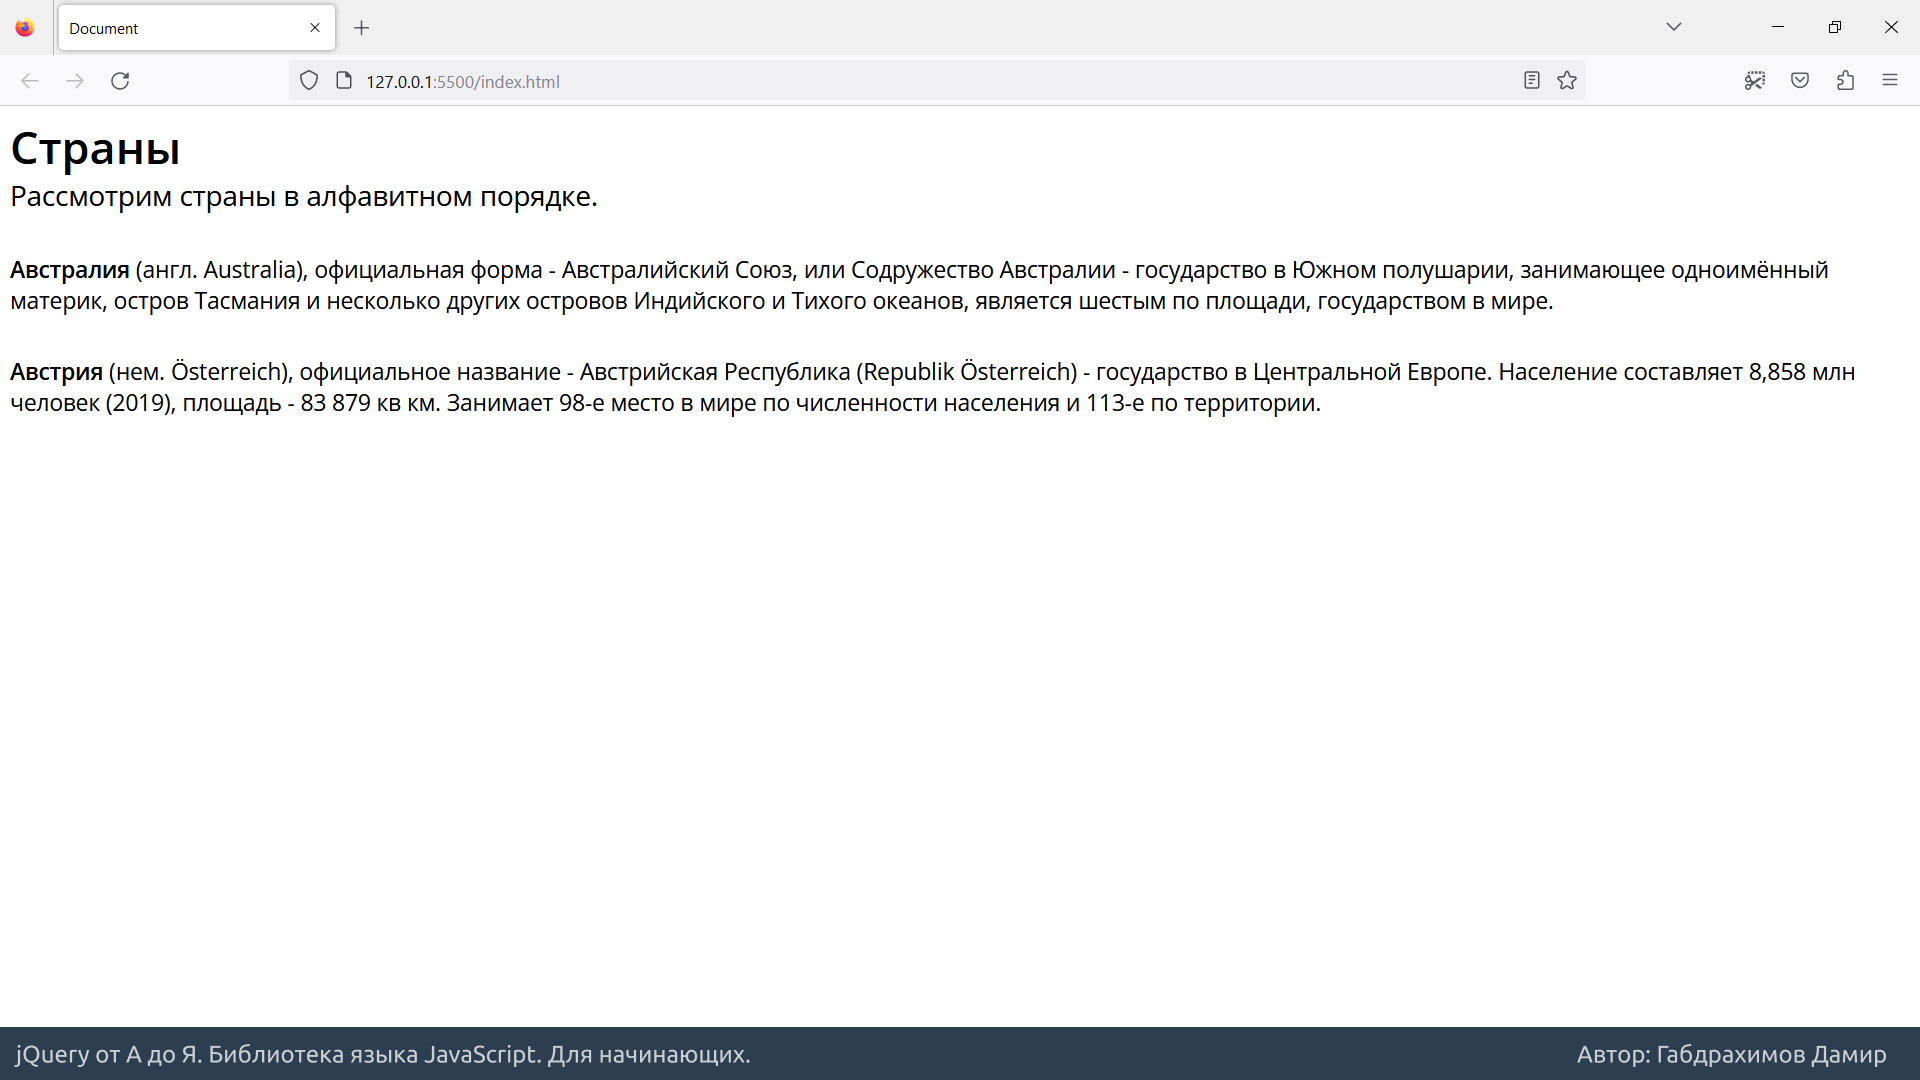 Document
127.0.0.1:5500/index.html
Страны
Рассмотрим страны в алфавитном порядке.
Австралия (англ. Australia), официальная форма - Австралийский Союз, или Содружество Австралии - государство в Южном полушарии, занимающее одноимённый
материк, остров Тасмания и несколько других островов Индийского и Тихого океанов, является шестым по площади, государством в мире.
Австрия (нем. Österreich), официальное название - Австрийская Республика (Republik Österreich) - государство в Центральной Европе. Население составляет 8,858 млн
человек (2019), площадь - 83 879 кв км. Занимает 98-е место в мире по численности населения и 113-е по территории.
jQuery от А до Я. Библиотека языка JavaScript. Для начинающих.
Автор: Габдрахимов Дамир